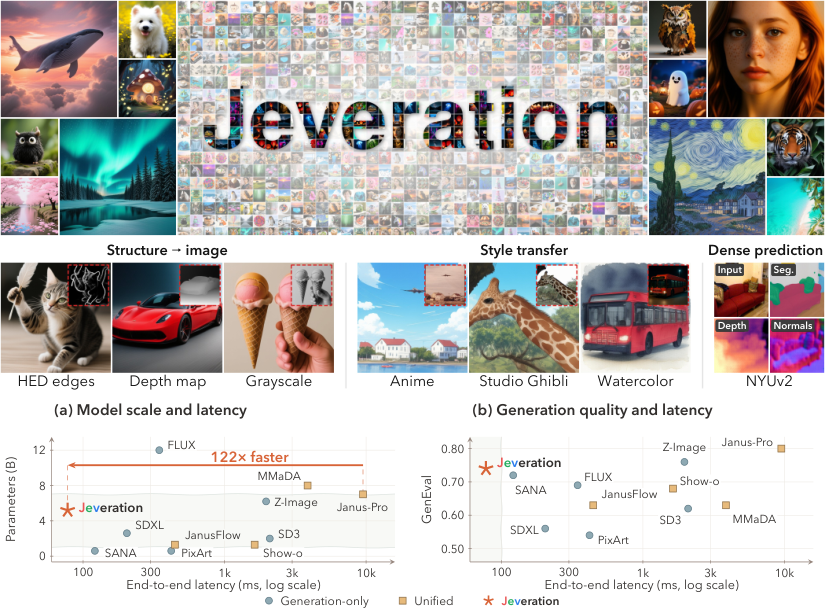 Jeveration
Structure → image
Style transfer
Dense prediction
Input
Seg.
Depth
Normals
HED edges
Depth map
Grayscale
Anime
Studio Ghibli
Watercolor
NYUv2
(a) Model scale and latency
(b) Generation quality and latency
Parameters (B)
12
8
4
0
FLUX
122× faster
MMaDA
Z-Image
Janus-Pro
Jeveration
SDXL
JanusFlow
SD3
SANA
PixArt
Show-o
100
300
1k
3k
10k
End-to-end latency (ms, log scale)
GenEval
0.80
0.70
0.60
0.50
Z-Image
Janus-Pro
Jeveration
SANA
FLUX
Show-o
JanusFlow
SD3
MMaDA
SDXL
PixArt
100
300
1k
3k
10k
End-to-end latency (ms, log scale)
Generation-only
Unified
Jeveration